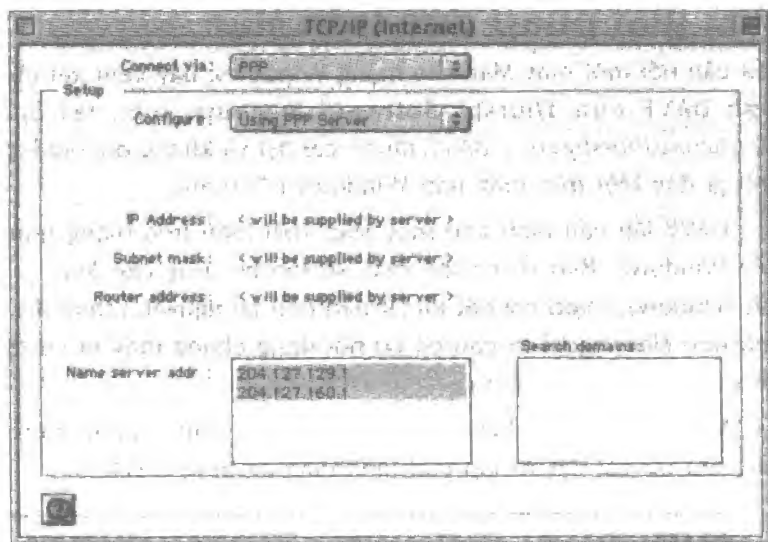 TCP/IP (Internet)
Connect via: PPP
Setup
Configure: Using PPP Server
IP Address: < will be supplied by server >
Subnet mask: < will be supplied by server >
Router address: < will be supplied by server >
Name server addr.:
204.127.129.1
204.127.160.1
Search domains: